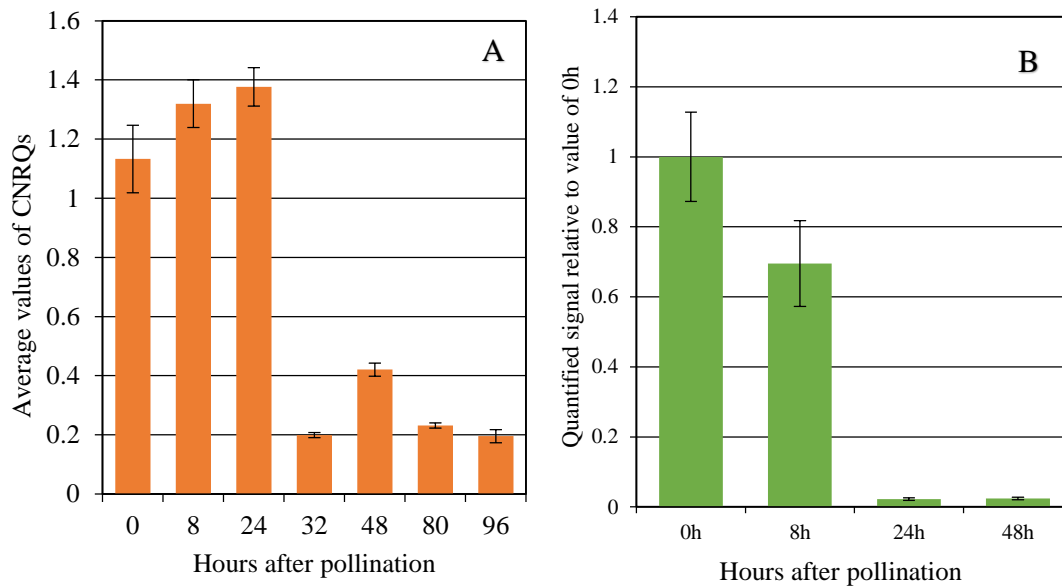 A
Average values of CNRQs
1.6
1.4
1.2
1
0.8
0.6
0.4
0.2
0
0 8 24 32 48 80 96
Hours after pollination
B
Quantified signal relative to value of 0h
1.4
1.2
1
0.8
0.6
0.4
0.2
0
0h 8h 24h 48h
Hours after pollination